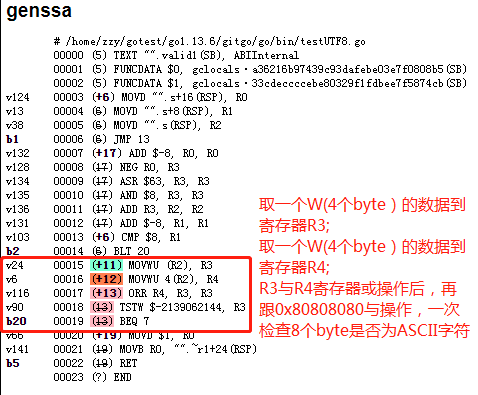 genssa
# /home/zzy/gotest/go1.13.6/gitgo/go/bin/testUTF8.go
00000 (5) TEXT "".valid1(SB), ABIInternal
00001 (5) FUNCDATA $0, gclocals·a36216b97439c93dafebe03e7f0808b5(SB)
00002 (5) FUNCDATA $1, gclocals·33cdeccccebe80329f1fdbee7f5874cb(SB)
v124 00003 (+6) MOVD "".s+16(RSP), R0
v13 00004 (6) MOVD "".s+8(RSP), R1
v38 00005 (6) MOVD "".s(RSP), R2
b1 00006 (6) JMP 13
v132 00007 (+17) ADD $-8, R0, R0
v128 00008 (17) NEG R0, R3
v134 00009 (17) ASR $63, R3, R3
v135 00010 (17) AND $8, R3, R3
v136 00011 (17) ADD R3, R2, R2
v131 00012 (17) ADD $-8, R1, R1
v103 00013 (+6) CMP $8, R1
b2 00014 (6) BLT 20
v24 00015 (+11) MOVWU (R2), R3
v6 00016 (+12) MOVWU 4(R2), R4
v116 00017 (+13) ORR R4, R3, R3
v90 00018 (13) TSTW $-2139062144, R3
b20 00019 (13) BEQ 7
v66 00020 (+19) MOVD $1, R0
v141 00021 (19) MOVB R0, "".~r1+24(RSP)
b5 00022 (19) RET
00023 (?) END
取一个W(4个byte）的数据到
寄存器R3;
取一个W(4个byte）的数据到
寄存器R4;
R3与R4寄存器或操作后，再
跟0x80808080与操作，一次
检查8个byte是否为ASCII字符